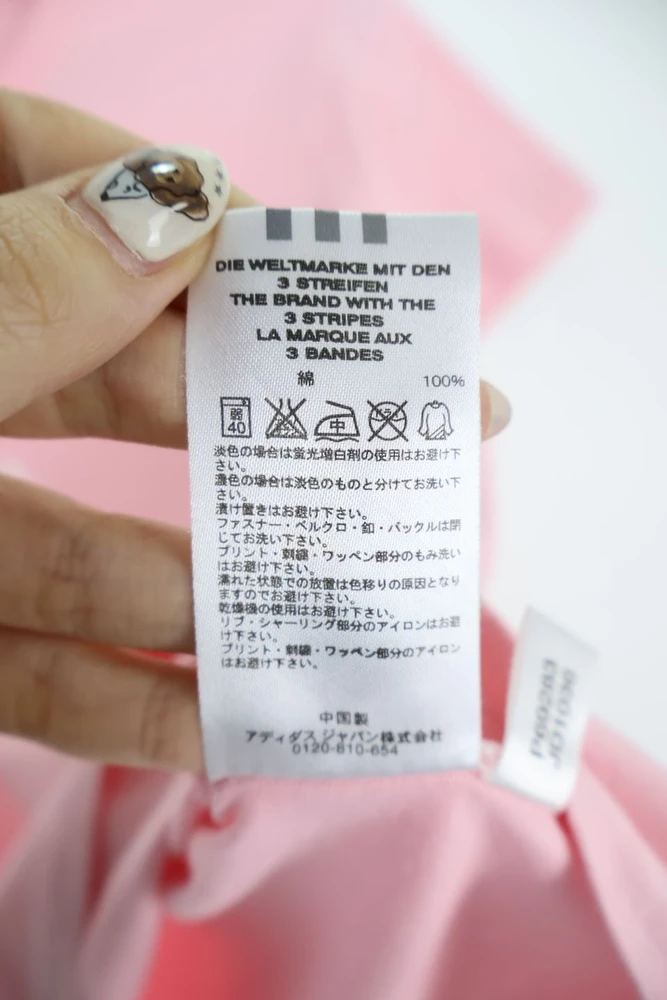 DIE WELTMARKE MIT DEN
3 STREIFEN
THE BRAND WITH THE
3 STRIPES
LA MARQUE AUX
3 BANDES
綿 100%
弱 40 中 ドライ
淡色の場合は蛍光増白剤の使用はお避け下
さい。
濃色の場合は淡色のものと分けてお洗い下
さい。
漬け置きはお避け下さい。
ファスナー・ベルクロ・釦・バックルは閉
じてお洗い下さい。
プリント・刺繍・ワッペン部分のもみ洗い
はお避け下さい。
濡れた状態での放置は色移りの原因となり
ますのでお避け下さい。
乾燥機の使用はお避け下さい。
リブ・シャーリング部分のアイロンはお避
け下さい。
プリント・刺繍・ワッペン部分のアイロン
はお避け下さい。
中国製
アディダス ジャパン株式会社
0120-810-654